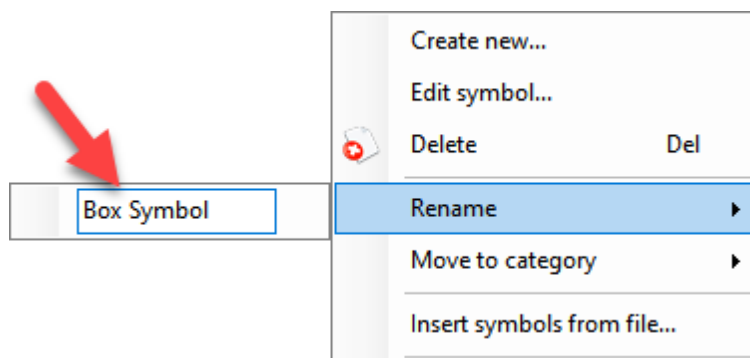 Create new...
Edit symbol...
Delete Del
Box Symbol Rename
Move to category
Insert symbols from file...